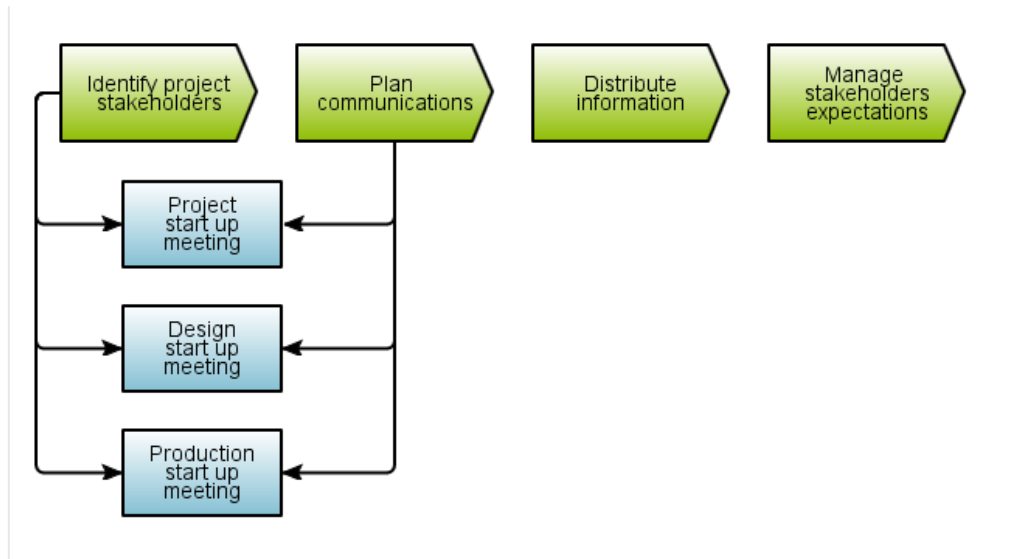 Identify project
stakeholders
Plan
communications
Distribute
information
Manage
stakeholders
expectations
Project
start up
meeting
Design
start up
meeting
Production
start up
meeting